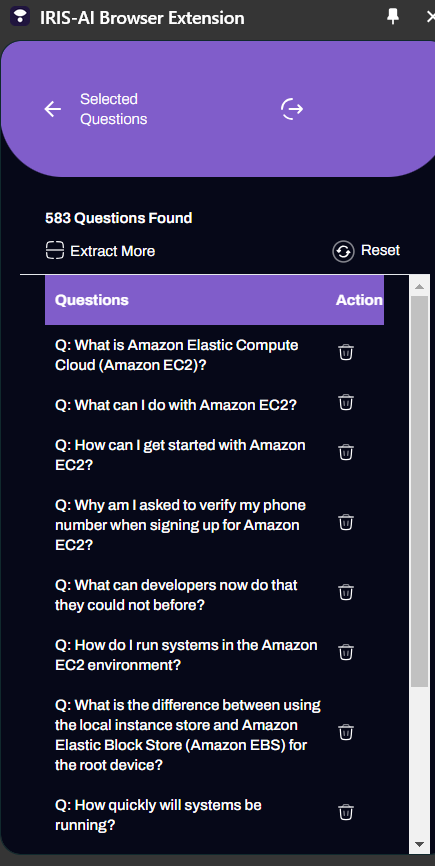 IRIS-AI Browser Extension
Selected
Questions
583 Questions Found
Extract More
Reset
Questions
Action
Q: What is Amazon Elastic Compute
Cloud (Amazon EC2)?
Q: What can I do with Amazon EC2?
Q: How can I get started with Amazon
EC2?
Q: Why am I asked to verify my phone
number when signing up for Amazon
EC2?
Q: What can developers now do that
they could not before?
Q: How do I run systems in the Amazon
EC2 environment?
Q: What is the difference between using
the local instance store and Amazon
Elastic Block Store (Amazon EBS) for
the root device?
Q: How quickly will systems be
running?